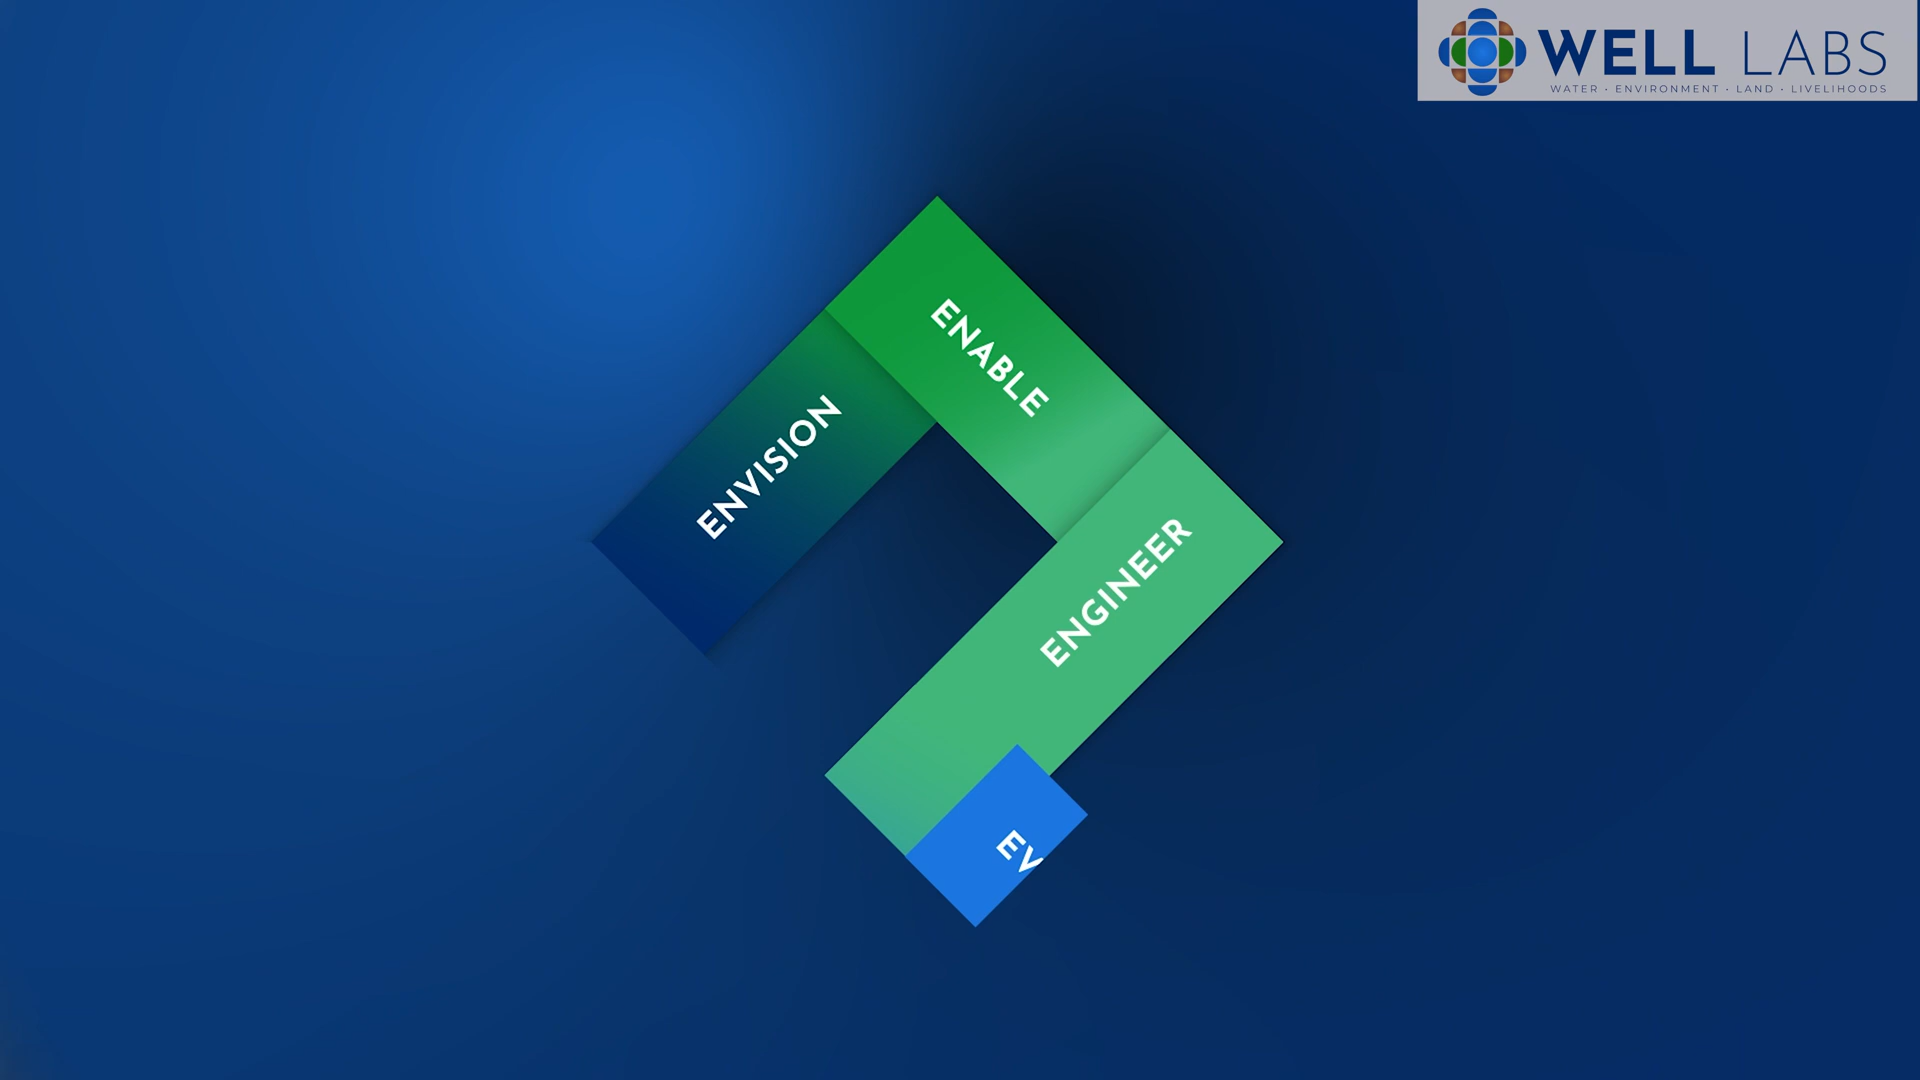 WELL LABS
WATER · ENVIRONMENT · LAND · LIVELIHOODS
ENABLE
ENVISION
ENGINEER
EV